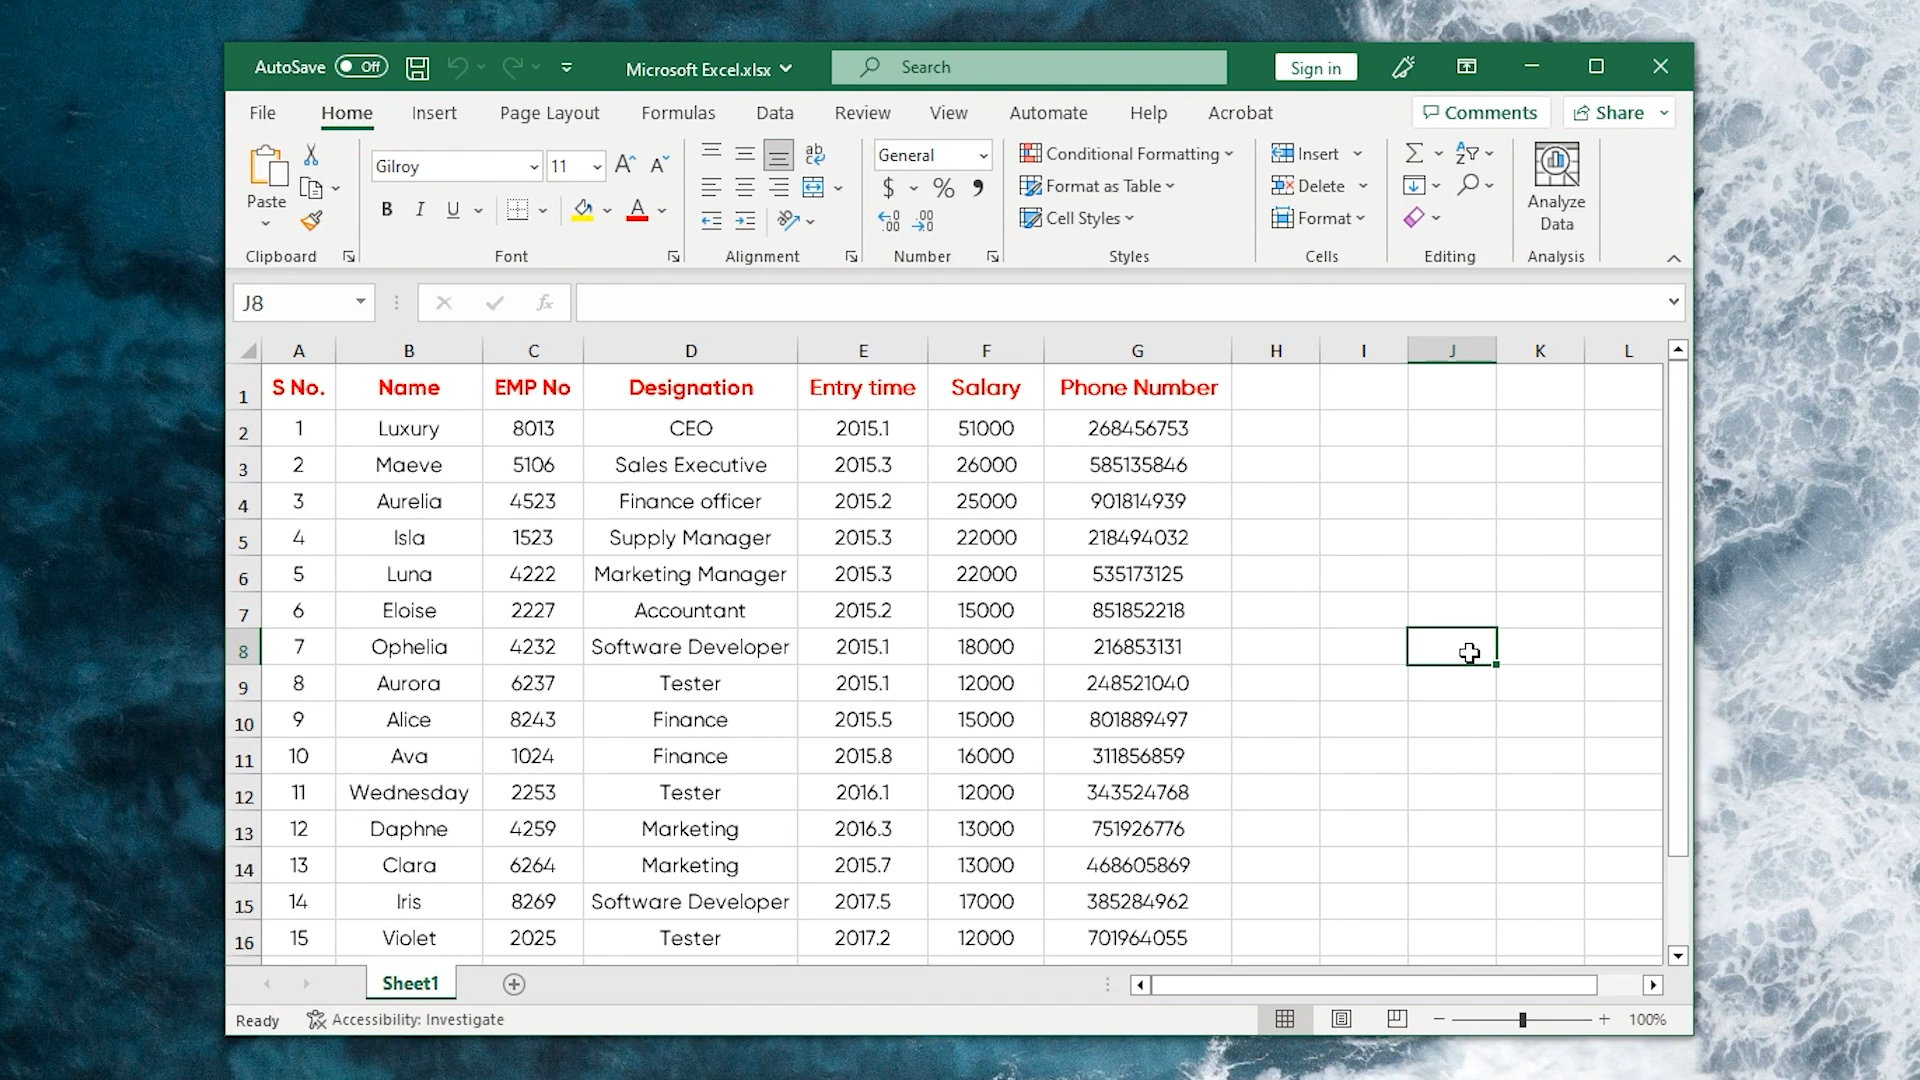 AutoSave Off Microsoft Excel.xlsx Search Sign in
File Home Insert Page Layout Formulas Data Review View Automate Help Acrobat Comments Share
Paste Gilroy 11 A A ab General Conditional Formatting Insert Σ
B I U A $ % Format as Table Delete
Cell Styles Format Analyze Data
Clipboard Font Alignment Number Styles Cells Editing Analysis
J8 fx
A B C D E F G H I J K L
1 S No. Name EMP No Designation Entry time Salary Phone Number
2 1 Luxury 8013 CEO 2015.1 51000 268456753
3 2 Maeve 5106 Sales Executive 2015.3 26000 585135846
4 3 Aurelia 4523 Finance officer 2015.2 25000 901814939
5 4 Isla 1523 Supply Manager 2015.3 22000 218494032
6 5 Luna 4222 Marketing Manager 2015.3 22000 535173125
7 6 Eloise 2227 Accountant 2015.2 15000 851852218
8 7 Ophelia 4232 Software Developer 2015.1 18000 216853131
9 8 Aurora 6237 Tester 2015.1 12000 248521040
10 9 Alice 8243 Finance 2015.5 15000 801889497
11 10 Ava 1024 Finance 2015.8 16000 311856859
12 11 Wednesday 2253 Tester 2016.1 12000 343524768
13 12 Daphne 4259 Marketing 2016.3 13000 751926776
14 13 Clara 6264 Marketing 2015.7 13000 468605869
15 14 Iris 8269 Software Developer 2017.5 17000 385284962
16 15 Violet 2025 Tester 2017.2 12000 701964055
Sheet1
Ready Accessibility: Investigate 100%